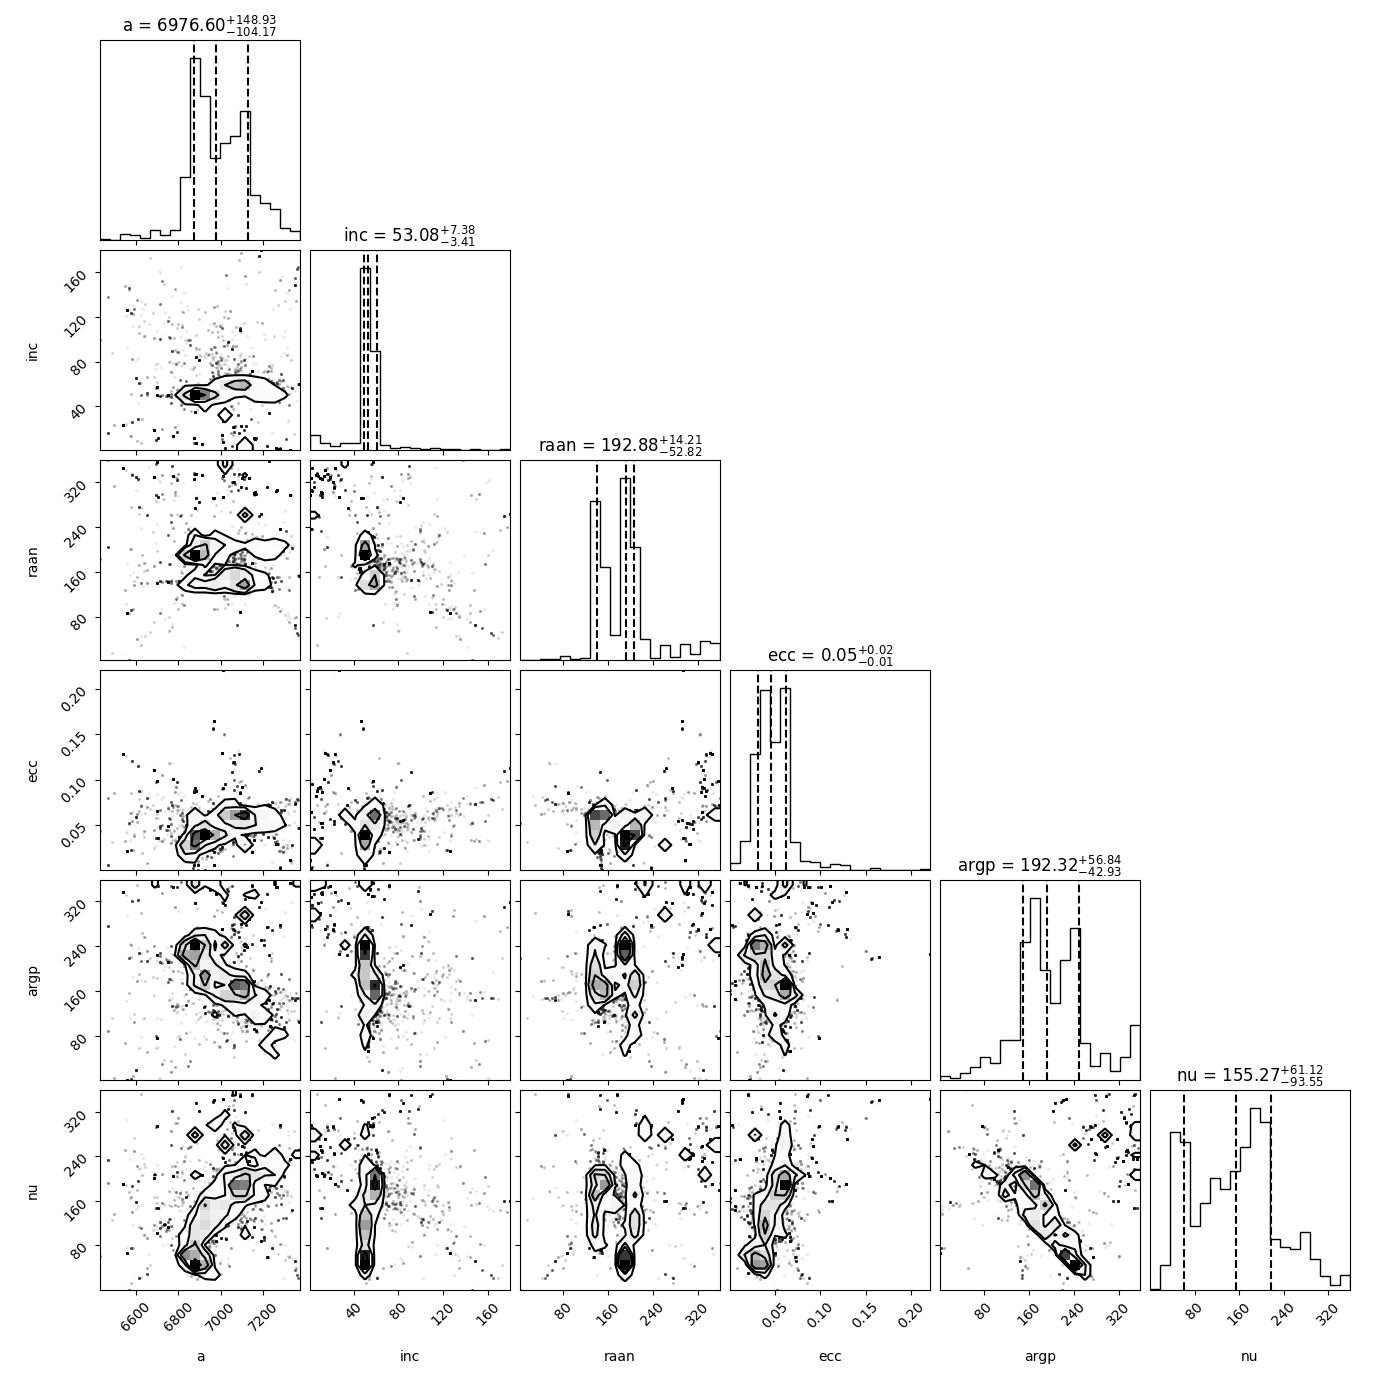 a = 6976.60+148.93−104.17
inc = 53.08+7.38−3.41
160
120
80
40
inc
raan = 192.88+14.21−52.82
320
240
160
80
raan
ecc = 0.05+0.02−0.01
0.20
0.15
0.10
0.05
ecc
argp = 192.32+56.84−42.93
320
240
160
80
argp
nu = 155.27+61.12−93.55
320
240
160
80
nu
6600 6800 7000 7200 40 80 120 160 80 160 240 320 0.05 0.10 0.15 0.20 80 160 240 320 80 160 240 320
a inc raan ecc argp nu